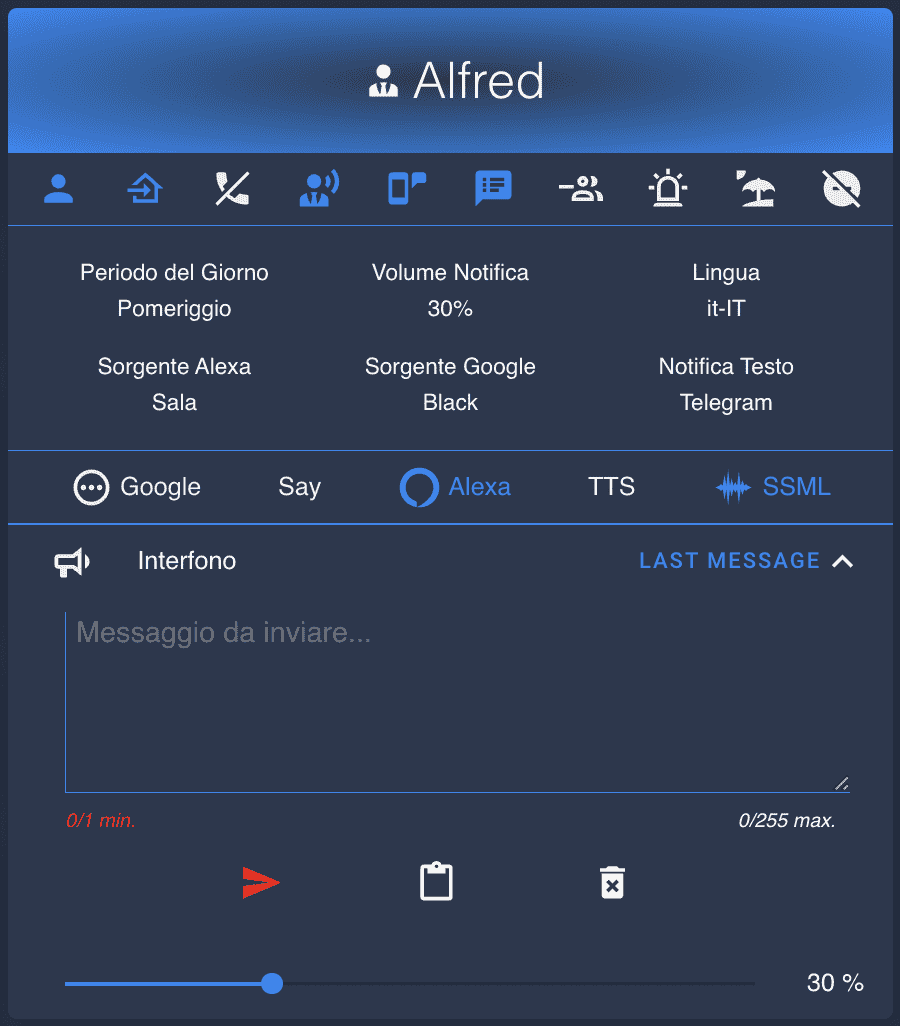 Alfred
Periodo del Giorno
Pomeriggio
Volume Notifica
30%
Lingua
it-IT
Sorgente Alexa
Sala
Sorgente Google
Black
Notifica Testo
Telegram
Google
Say
Alexa
TTS
SSML
Interfono
LAST MESSAGE
Messaggio da inviare...
0/1 min.
0/255 max.
30 %